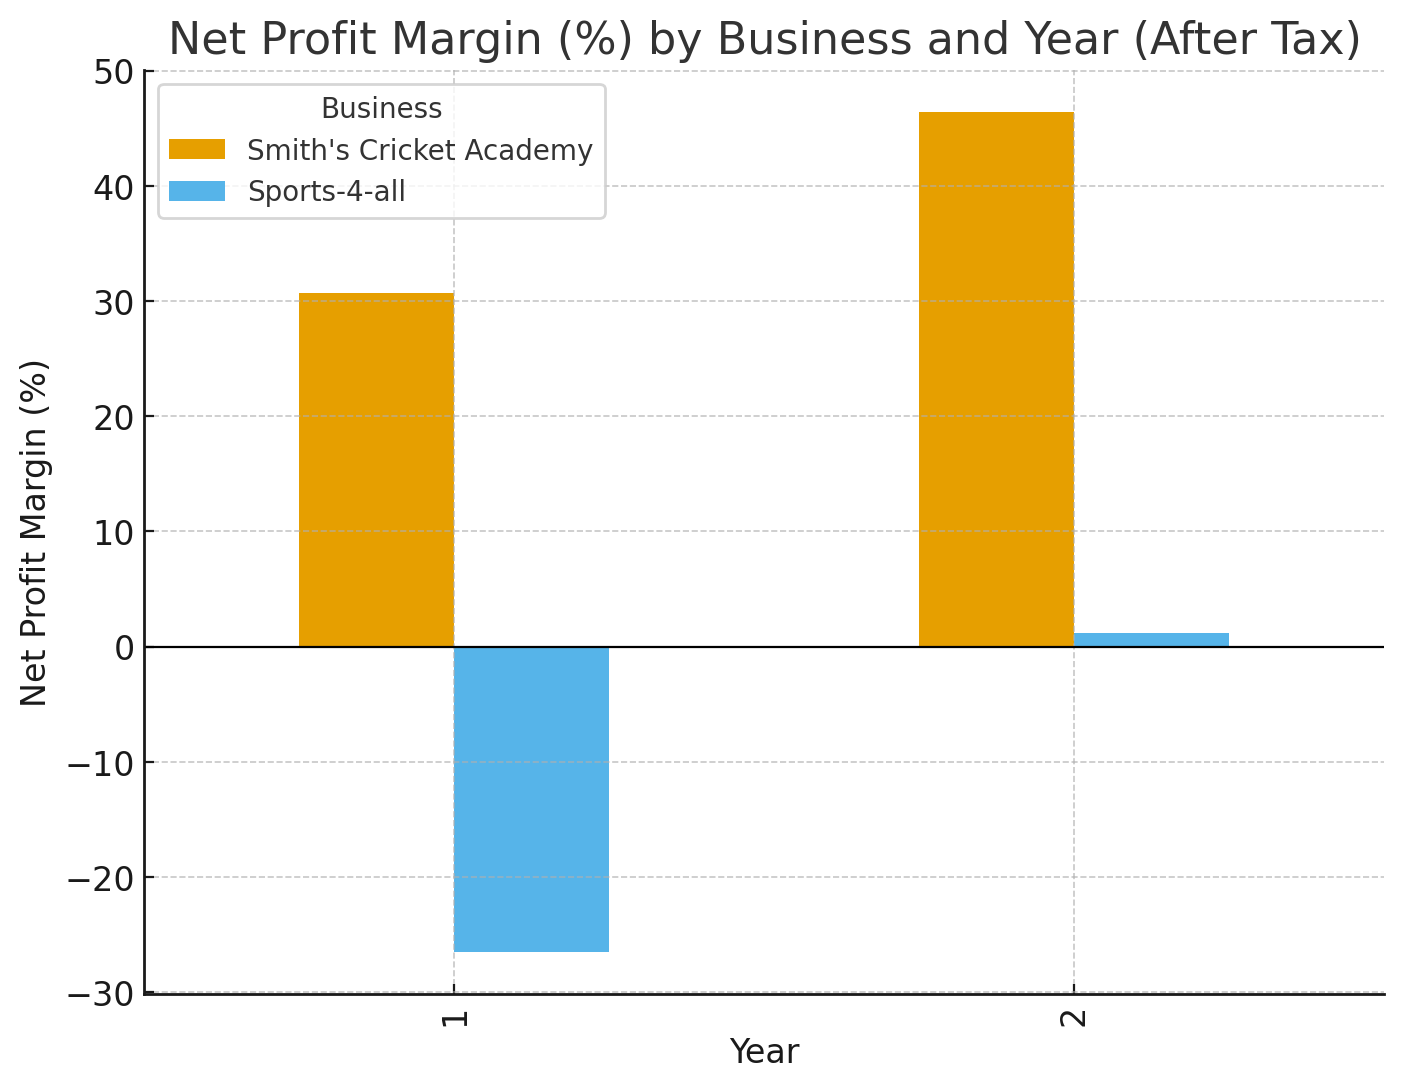 Net Profit Margin (%) by Business and Year (After Tax)
50
Business
Smith's Cricket Academy
40
Sports-4-all
30
20
10
0
−10
−20
−30
Net Profit Margin (%)
1
2
Year